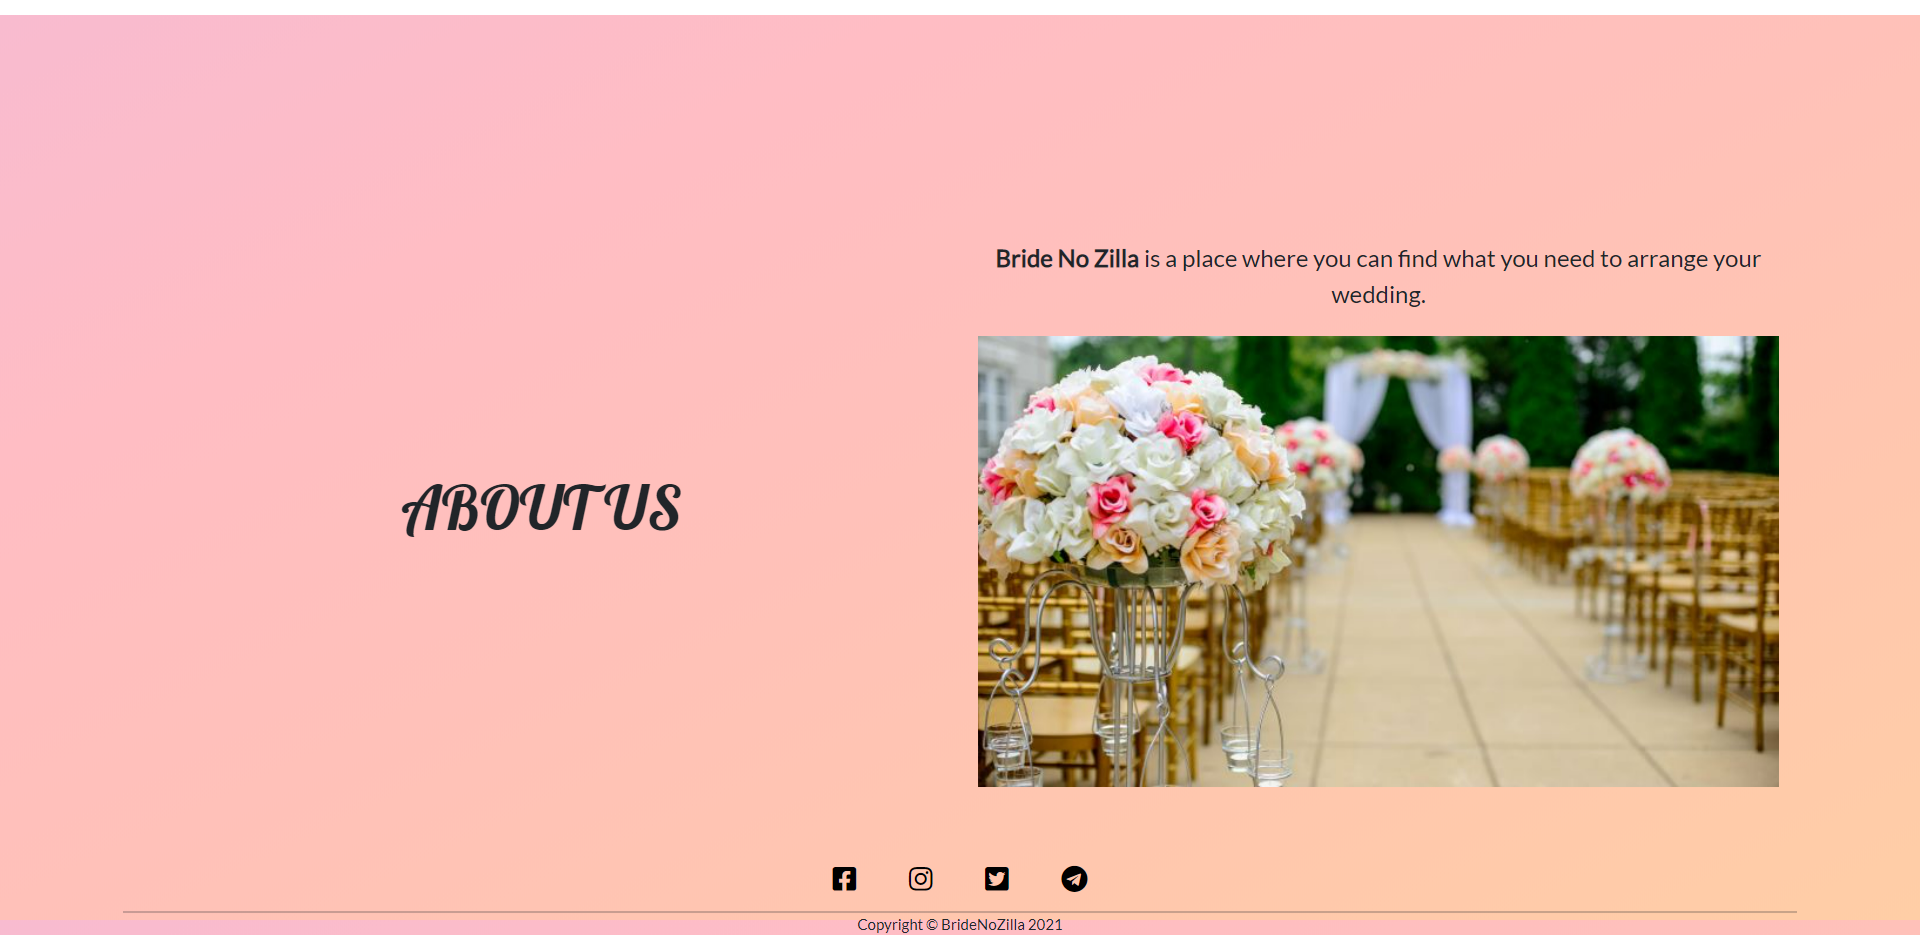 ABOUT US
Bride No Zilla is a place where you can find what you need to arrange your
wedding.
Copyright © BrideNoZilla 2021